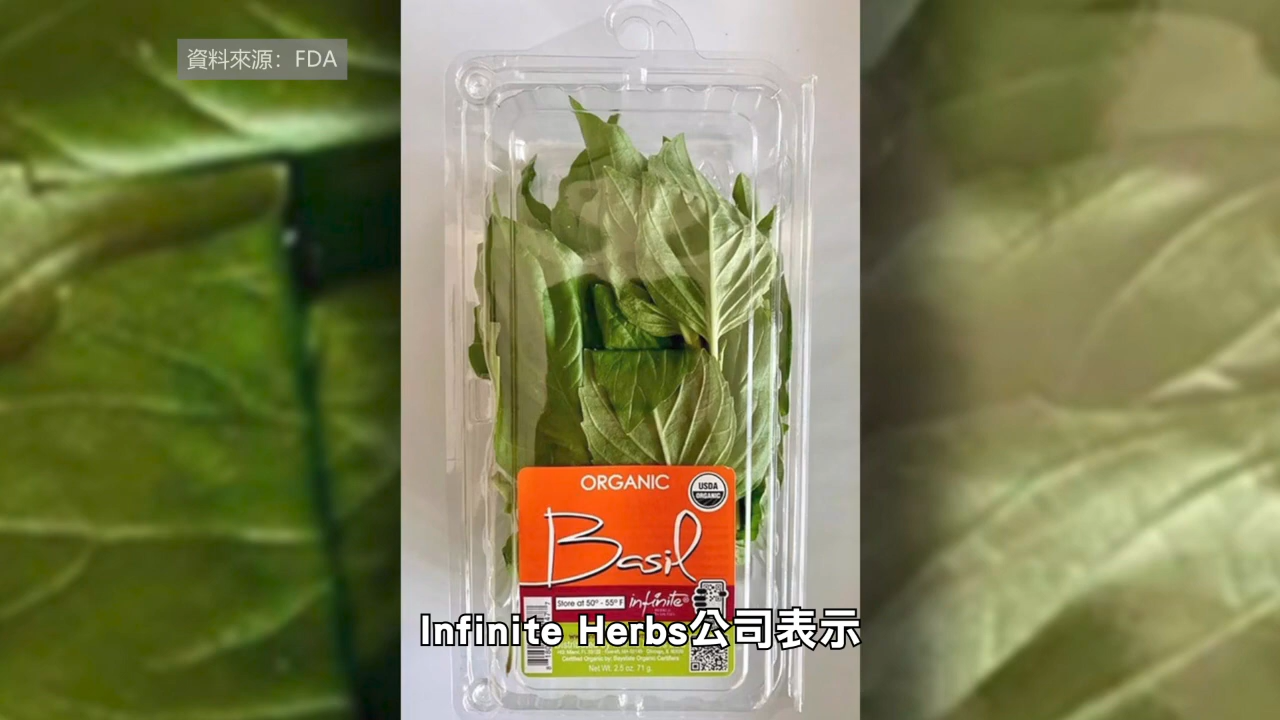 資料來源：FDA
ORGANIC
USDA
ORGANIC
Basil
Store at 50° - 55° F
infinite
Infinite Herbs公司表示
Certified Organic by: Baystate Organic Certifiers
Net Wt. 2.5 oz. 71 g.